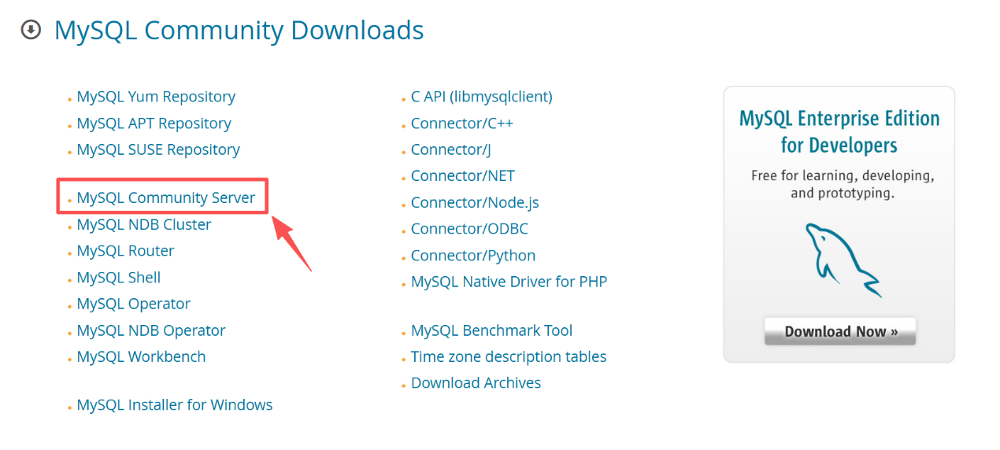 MySQL Community Downloads
MySQL Yum Repository
MySQL APT Repository
MySQL SUSE Repository
MySQL Community Server
MySQL NDB Cluster
MySQL Router
MySQL Shell
MySQL Operator
MySQL NDB Operator
MySQL Workbench
MySQL Installer for Windows
C API (libmysqlclient)
Connector/C++
Connector/J
Connector/NET
Connector/Node.js
Connector/ODBC
Connector/Python
MySQL Native Driver for PHP
MySQL Benchmark Tool
Time zone description tables
Download Archives
MySQL Enterprise Edition
for Developers
Free for learning, developing,
and prototyping.
Download Now »